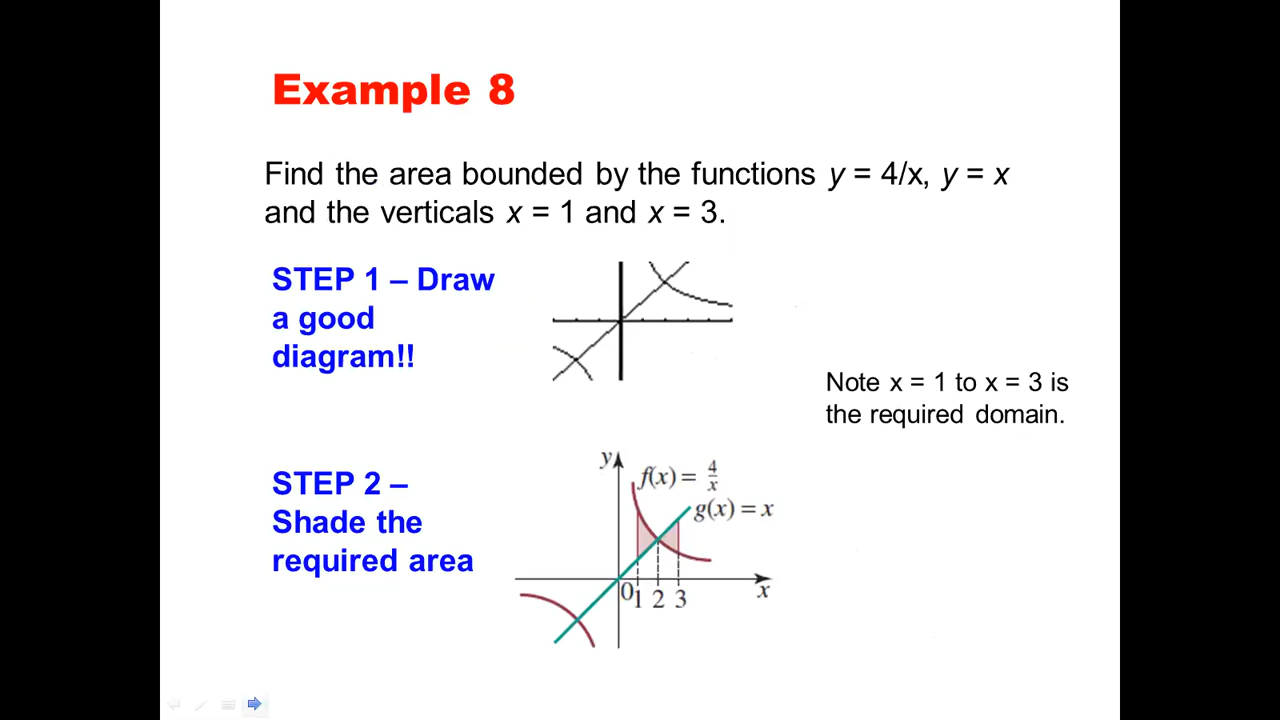 Example 8
Find the area bounded by the functions y = 4/x, y = x
and the verticals x = 1 and x = 3.
STEP 1 – Draw
a good
diagram!!
Note x = 1 to x = 3 is
the required domain.
STEP 2 –
Shade the
required area
y
f(x) = 4/x
g(x) = x
0 1 2 3 x